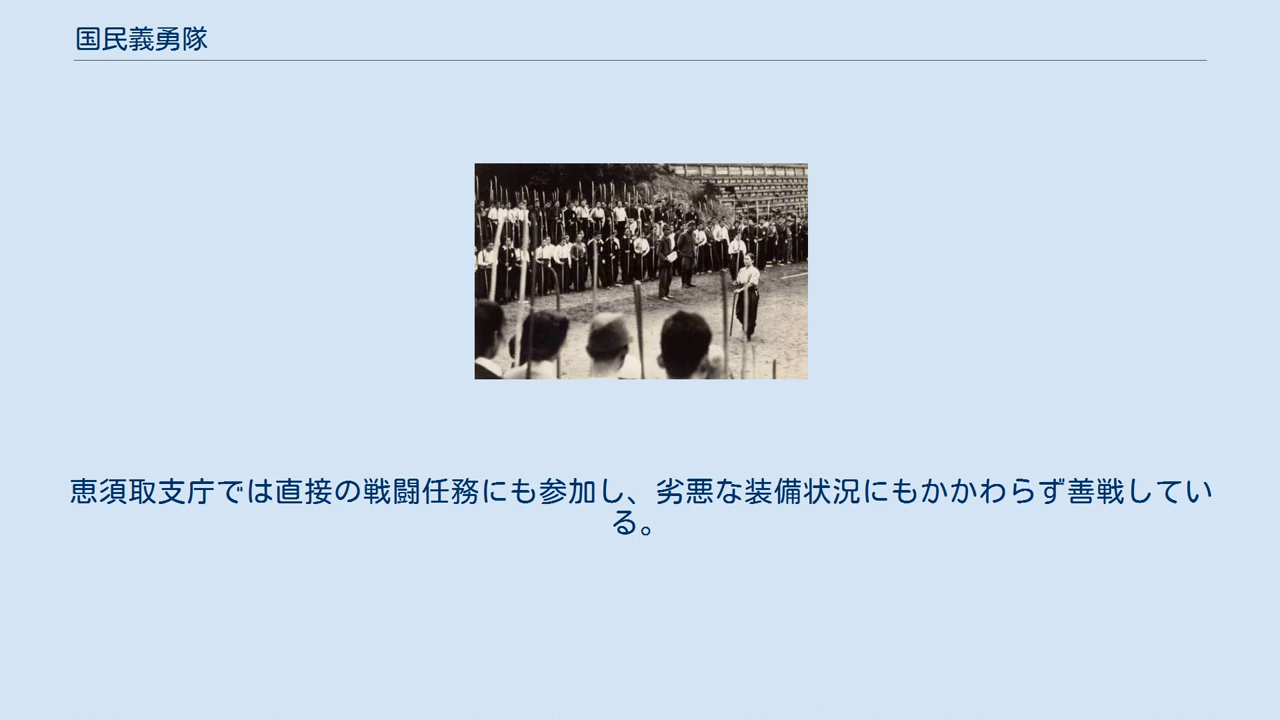 国民義勇隊
恵須取支庁では直接の戦闘任務にも参加し、劣悪な装備状況にもかかわらず善戦してい
る。